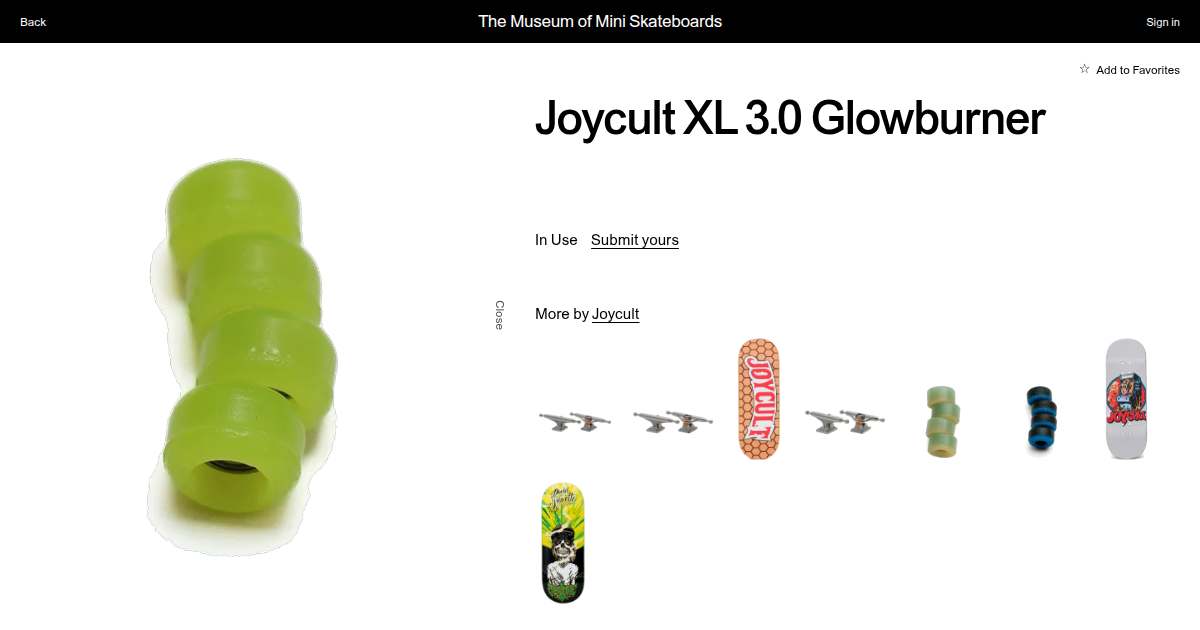 Back
The Museum of Mini Skateboards
Sign in
☆ Add to Favorites
Joycult XL 3.0 Glowburner
In Use Submit yours
Close
More by Joycult
JOYCULT